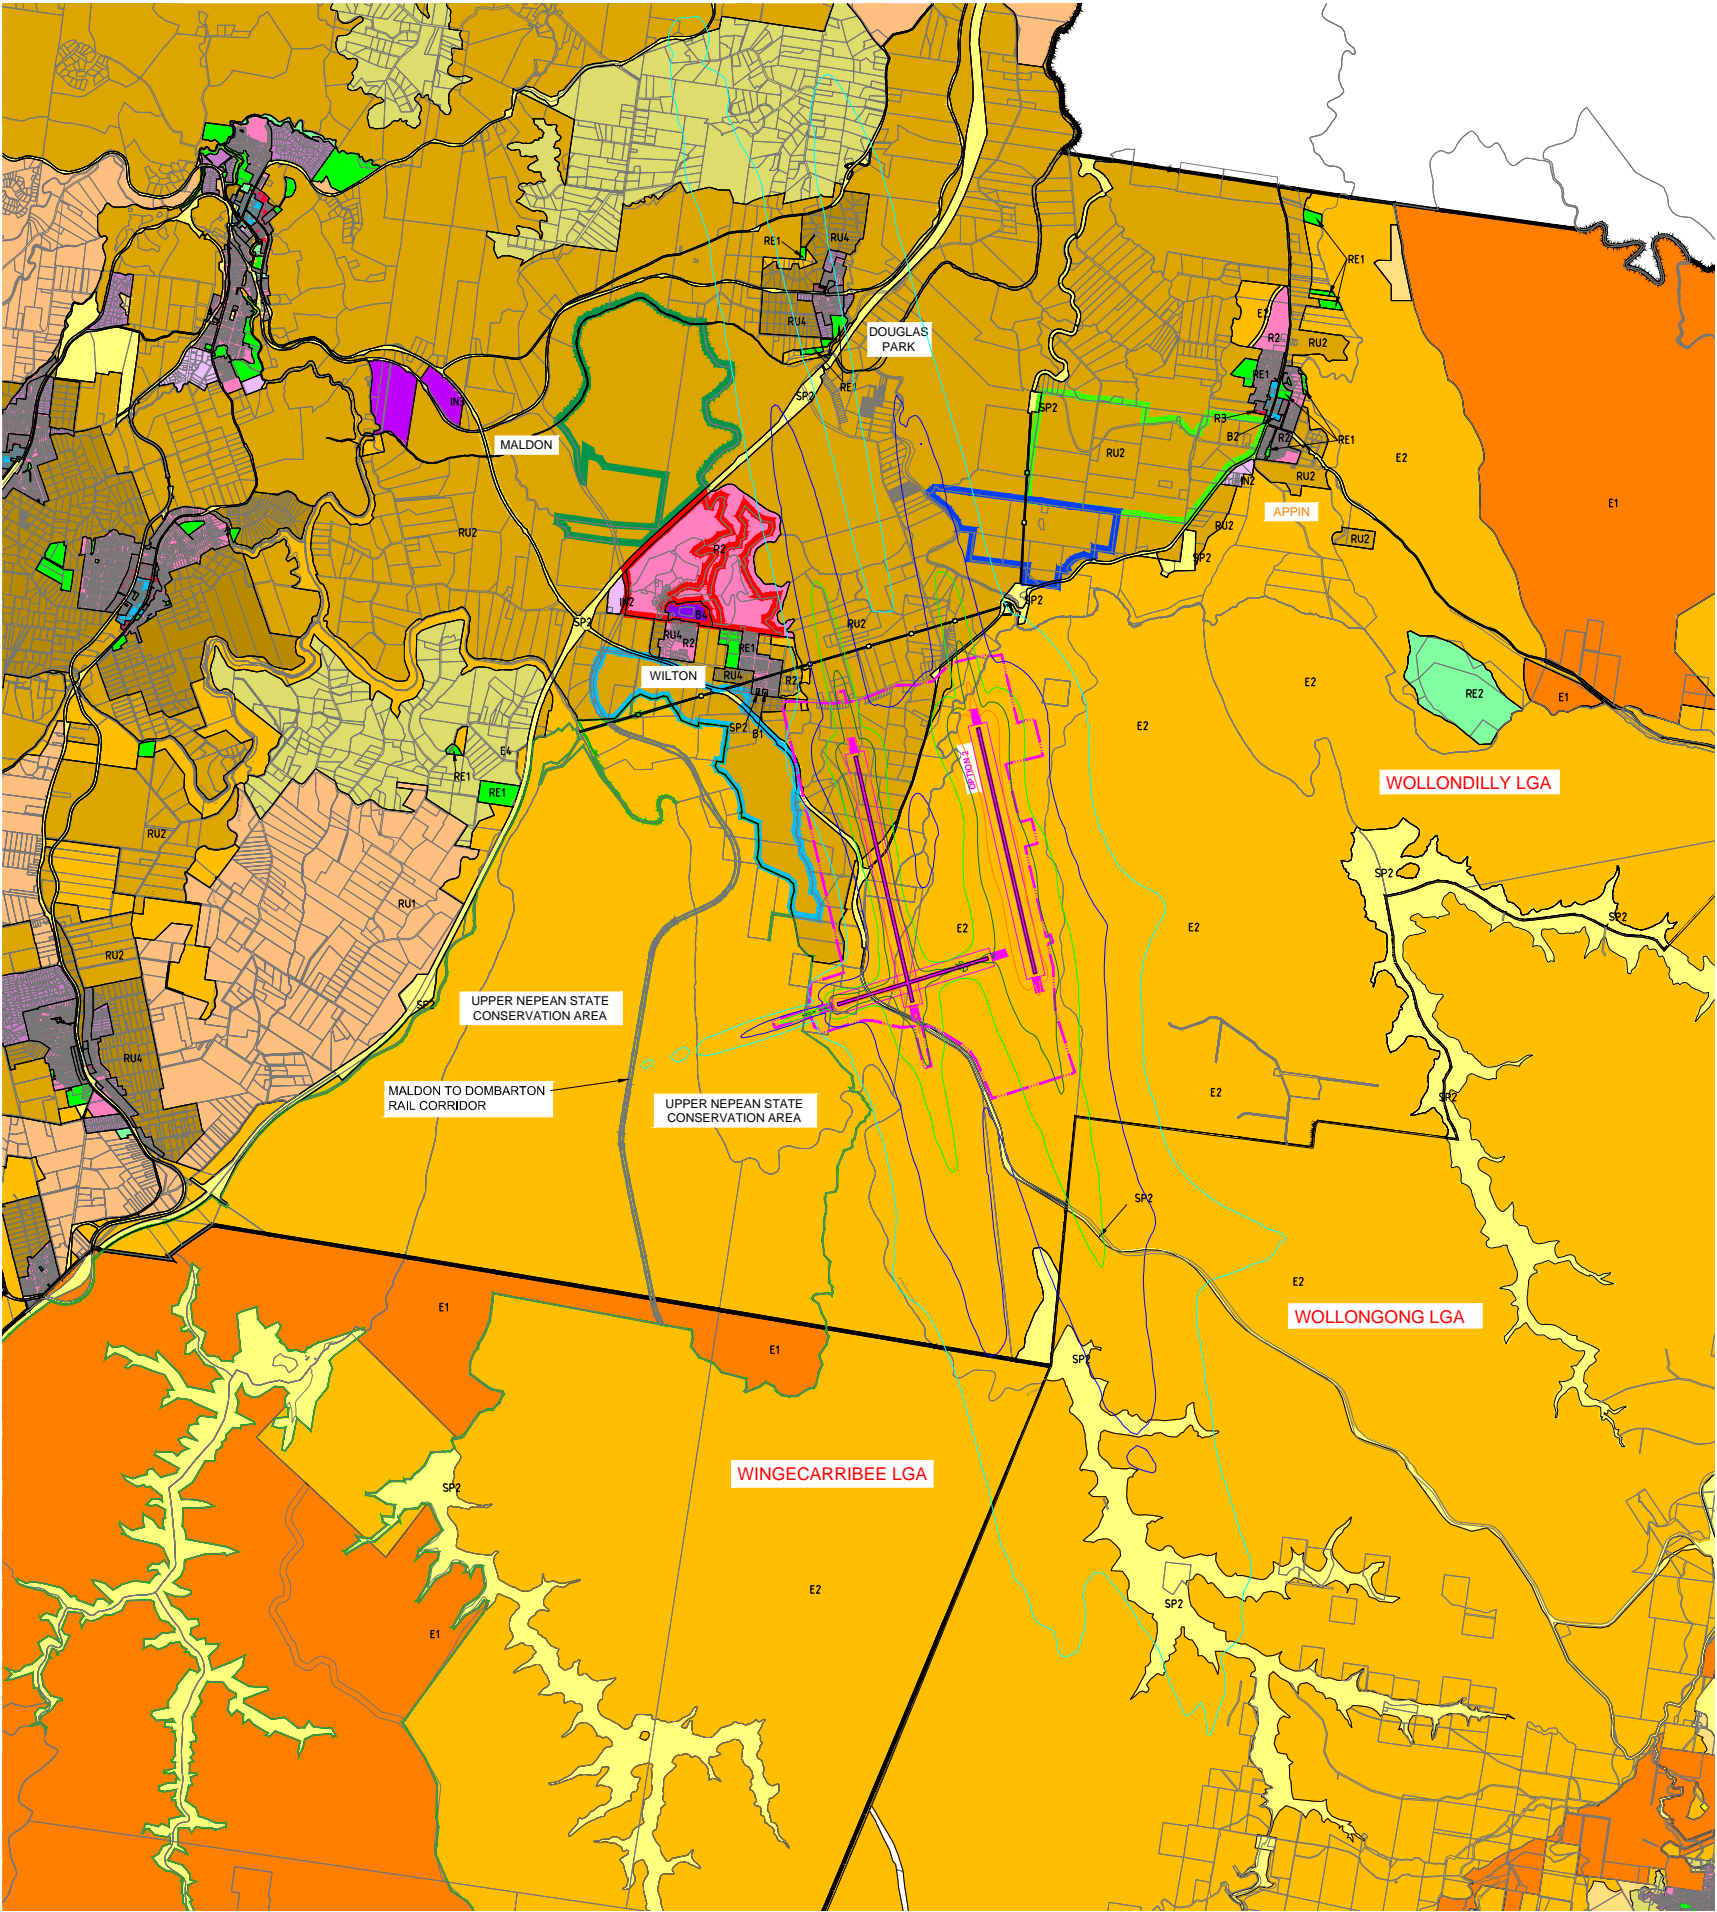 RE1
RU4
RE1
RU4
DOUGLAS
PARK
E2
R2
RU2
RE1
RE1
SP2
SP2
IN3
MALDON
R3
B2
R2
RE1
RU2
E2
RU2
IN2
E1
APPIN
RU2
RU2
RU2
R2
SP2
SP2
IN2
B4
SP2
RU4
R2
RE1
RU2
WILTON
RU4
R2
E2
RE2
E1
SP2
B1
E2
E4
RE1
RE1
OPTION 2
WOLLONDILLY LGA
RU2
SP2
RU1
SP2
E2
E2
RU2
UPPER NEPEAN STATE
CONSERVATION AREA
SP2
RU4
MALDON TO DOMBARTON
RAIL CORRIDOR
UPPER NEPEAN STATE
CONSERVATION AREA
E2
SP2
SP2
E2
E1
WOLLONGONG LGA
E1
SP2
WINGECARRIBEE LGA
SP2
E2
SP2
E1